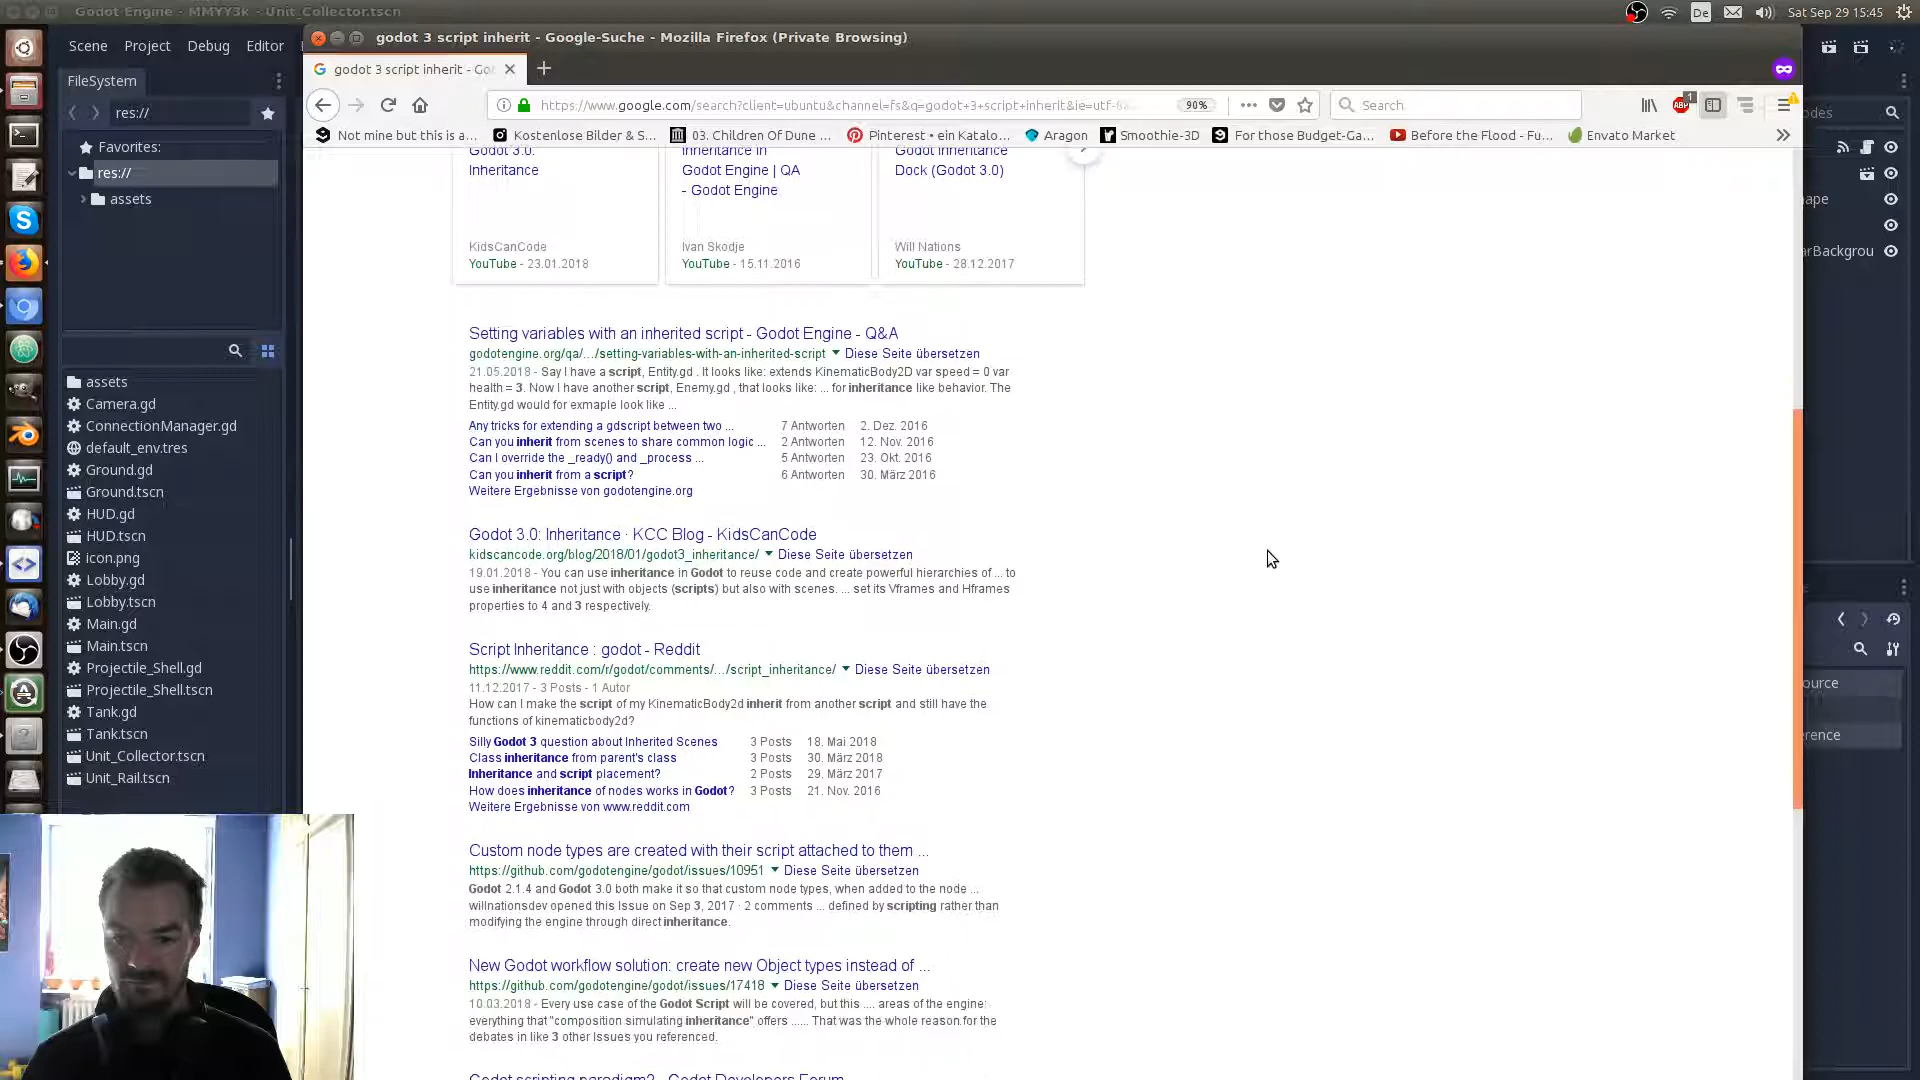 Godot Engine - MMYY3k - Unit_Collector.tscn
De
Sat Sep 29 15:45
Scene Project Debug Editor
godot 3 script inherit - Google-Suche - Mozilla Firefox (Private Browsing)
FileSystem
godot 3 script inherit - Go
res://
https://www.google.com/search?client=ubuntu&channel=fs&q=godot+3+script+inherit&ie=utf-8
90%
Search
Not mine but this is a...
Kostenlose Bilder & S...
03. Children Of Dune ...
Pinterest • ein Katalo...
Aragon
Smoothie-3D
For those Budget-Ga...
Before the Flood - Fu...
Envato Market
Favorites:
res://
assets
Godot 3.0:
Inheritance
KidsCanCode
YouTube - 23.01.2018
Inheritance in
Godot Engine | QA
- Godot Engine
Ivan Skodje
YouTube - 15.11.2016
Godot Inheritance
Dock (Godot 3.0)
Will Nations
YouTube - 28.12.2017
odes
ape
arBackgrou
Setting variables with an inherited script - Godot Engine - Q&A
godotengine.org/qa/.../setting-variables-with-an-inherited-script Diese Seite übersetzen
21.05.2018 - Say I have a script, Entity.gd . It looks like: extends KinematicBody2D var speed = 0 var
health = 3. Now I have another script, Enemy.gd , that looks like: ... for inheritance like behavior. The
Entity.gd would for exmaple look like ...
Any tricks for extending a gdscript between two ... 7 Antworten 2. Dez. 2016
Can you inherit from scenes to share common logic ... 2 Antworten 12. Nov. 2016
Can I override the _ready() and _process ... 5 Antworten 23. Okt. 2016
Can you inherit from a script? 6 Antworten 30. März 2016
Weitere Ergebnisse von godotengine.org
Godot 3.0: Inheritance · KCC Blog - KidsCanCode
kidscancode.org/blog/2018/01/godot3_inheritance/ Diese Seite übersetzen
19.01.2018 - You can use inheritance in Godot to reuse code and create powerful hierarchies of ... to
use inheritance not just with objects (scripts) but also with scenes. ... set its Vframes and Hframes
properties to 4 and 3 respectively.
Script Inheritance : godot - Reddit
https://www.reddit.com/r/godot/comments/.../script_inheritance/ Diese Seite übersetzen
11.12.2017 - 3 Posts - 1 Autor
How can I make the script of my KinematicBody2d inherit from another script and still have the
functions of kinematicbody2d?
Silly Godot 3 question about Inherited Scenes 3 Posts 18. Mai 2018
Class inheritance from parent's class 3 Posts 30. März 2018
Inheritance and script placement? 2 Posts 29. März 2017
How does inheritance of nodes works in Godot? 3 Posts 21. Nov. 2016
Weitere Ergebnisse von www.reddit.com
Custom node types are created with their script attached to them ...
https://github.com/godotengine/godot/issues/10951 Diese Seite übersetzen
Godot 2.1.4 and Godot 3.0 both make it so that custom node types, when added to the node ...
willnationsdev opened this Issue on Sep 3, 2017 · 2 comments ... defined by scripting rather than
modifying the engine through direct inheritance.
New Godot workflow solution: create new Object types instead of ...
https://github.com/godotengine/godot/issues/17418 Diese Seite übersetzen
10.03.2018 - Every use case of the Godot Script will be covered, but this .... areas of the engine:
everything that "composition simulating inheritance" offers ...... That was the whole reason for the
debates in like 3 other Issues you referenced.
Godot scripting paradigm? - Godot Developers Forum
assets
Camera.gd
ConnectionManager.gd
default_env.tres
Ground.gd
Ground.tscn
HUD.gd
HUD.tscn
icon.png
Lobby.gd
Lobby.tscn
Main.gd
Main.tscn
Projectile_Shell.gd
Projectile_Shell.tscn
Tank.gd
Tank.tscn
Unit_Collector.tscn
Unit_Rail.tscn
ource
erence